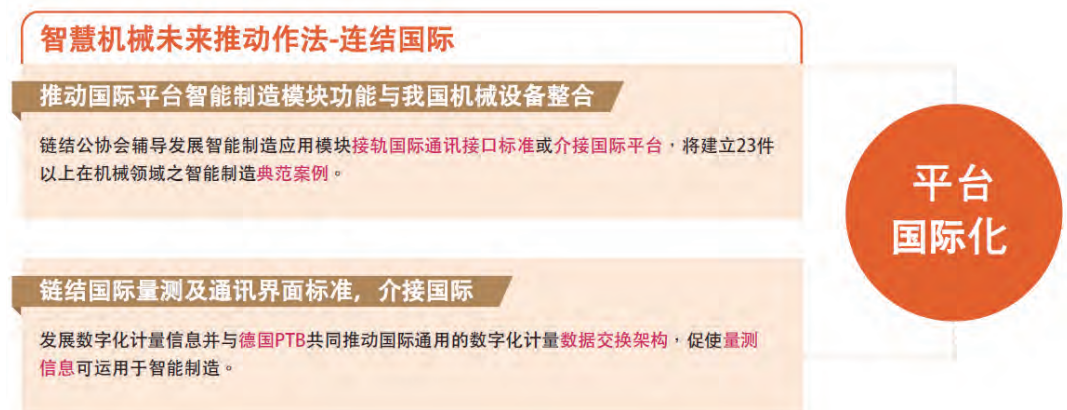 智慧机械未来推动作法-连结国际
推动国际平台智能制造模块功能与我国机械设备整合
链结公协会辅导发展智能制造应用模块接轨国际通讯接口标准或介接国际平台，将建立23件
以上在机械领域之智能制造典范案例。
平台
国际化
链结国际量测及通讯界面标准，介接国际
发展数字化计量信息并与德国PTB共同推动国际通用的数字化计量数据交换架构，促使量测
信息可运用于智能制造。